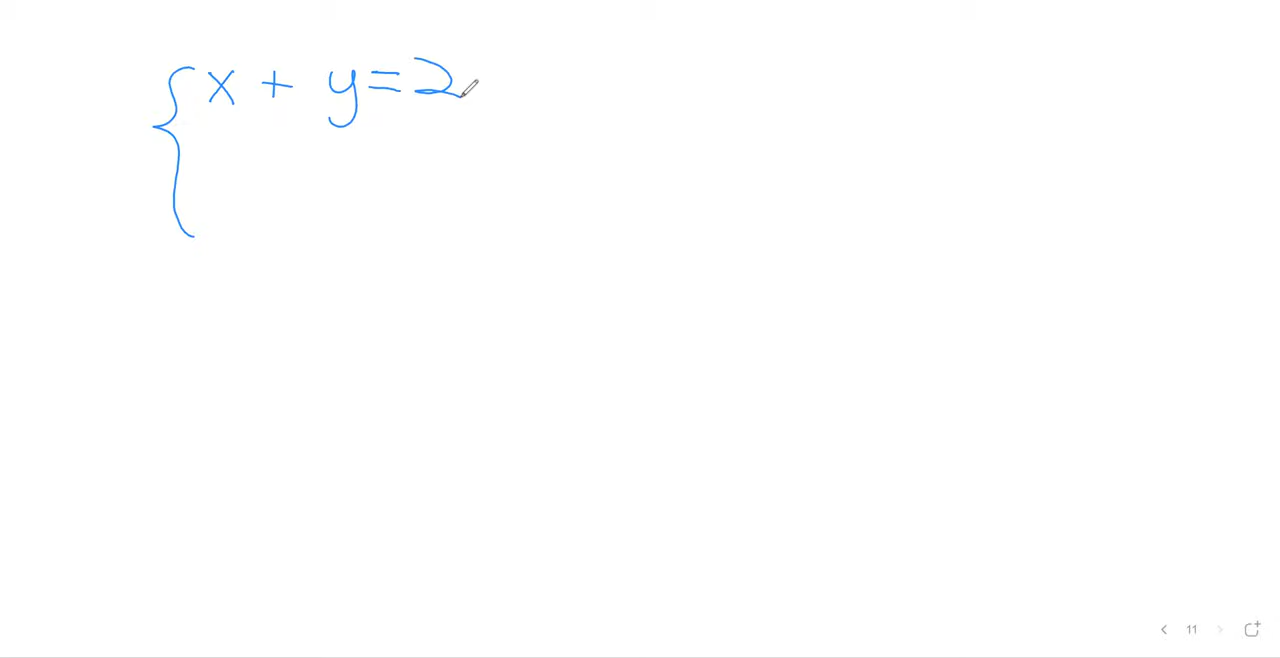 { x + y = 2
11